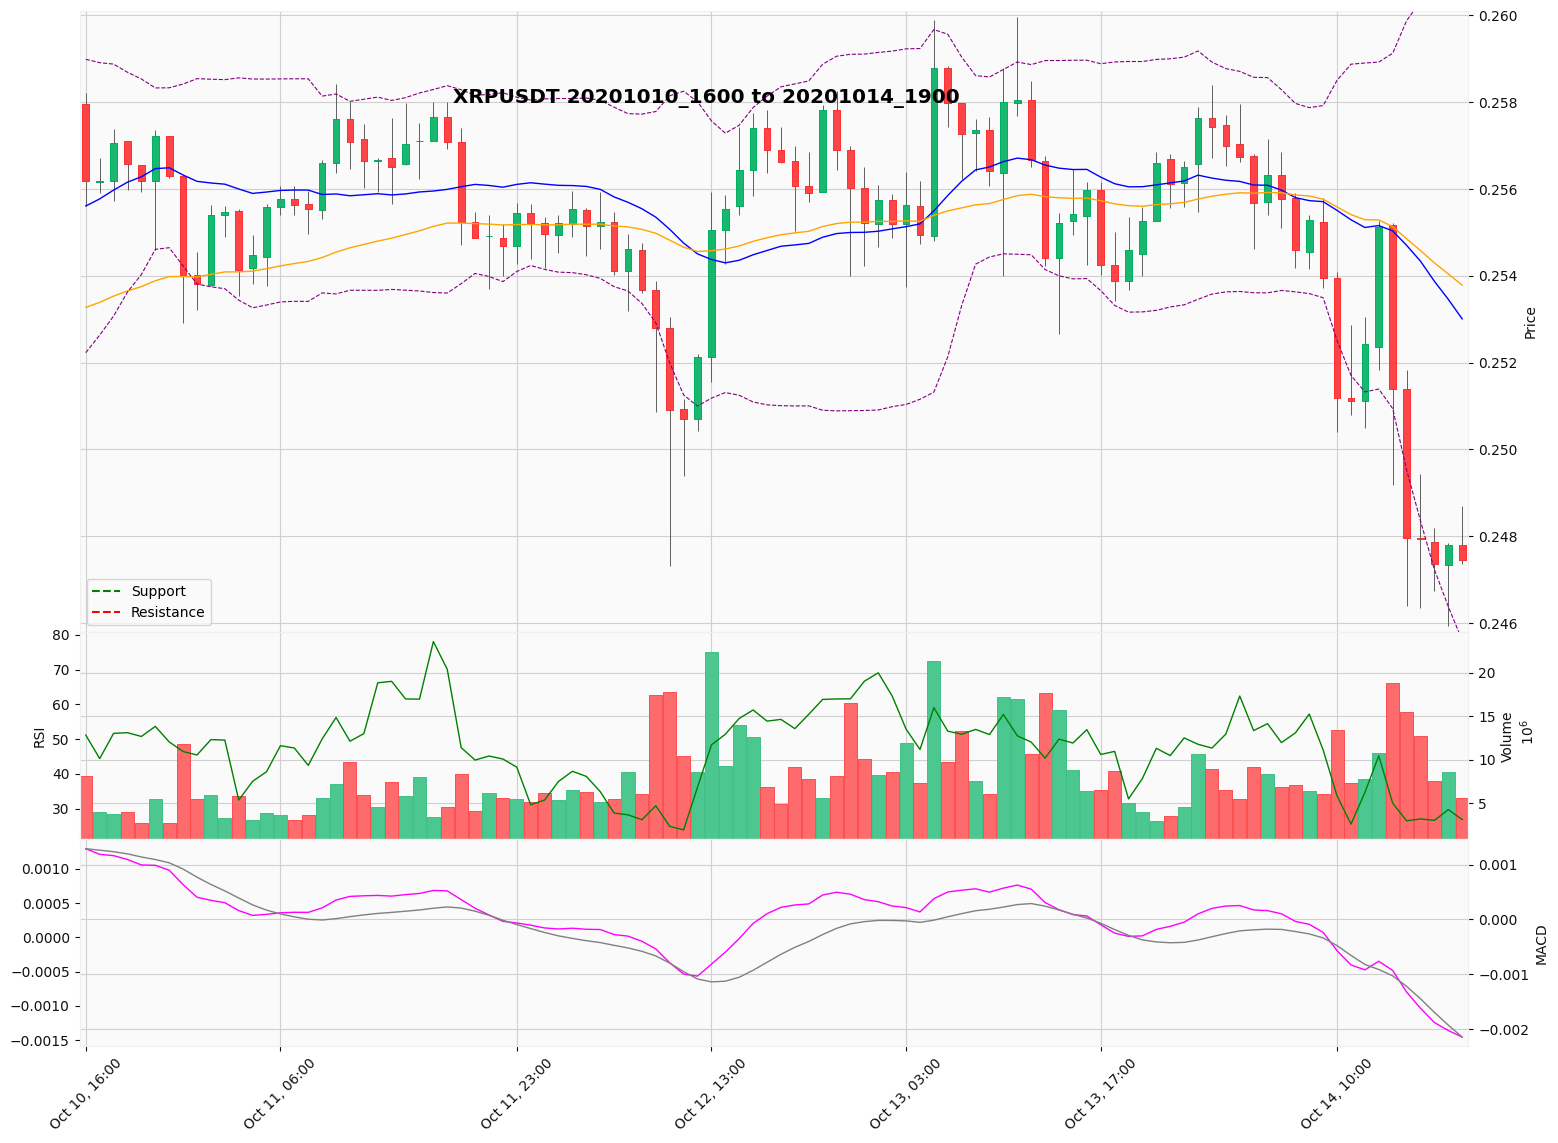 XRPUSDT 20201010_1600 to 20201014_1900
0.260
0.258
0.256
0.254
0.252
0.250
0.248
0.246
Price
Support
Resistance
80
70
60
50
40
30
RSI
20
15
10
5
Volume
10^6
0.0010
0.0005
0.0000
−0.0005
−0.0010
−0.0015
0.001
0.000
−0.001
−0.002
MACD
Oct 10, 16:00
Oct 11, 06:00
Oct 11, 23:00
Oct 12, 13:00
Oct 13, 03:00
Oct 13, 17:00
Oct 14, 10:00